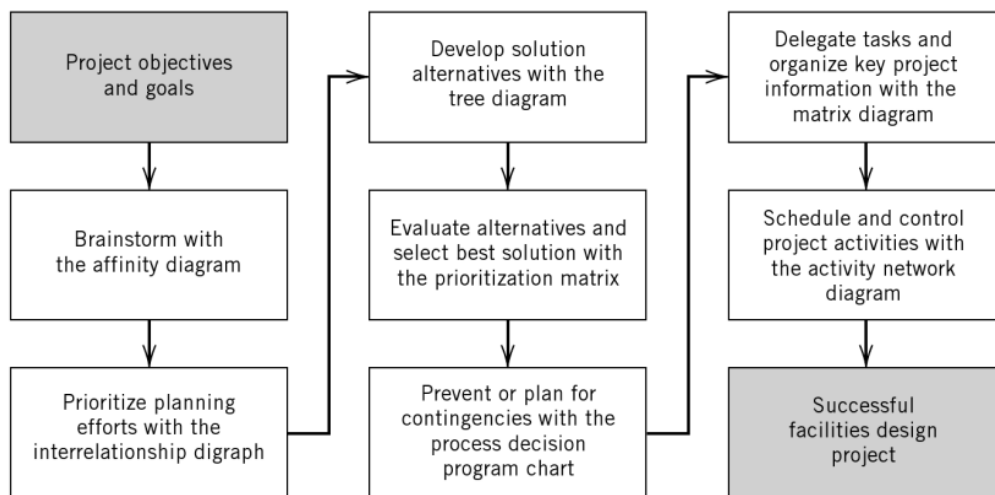 Project objectives
and goals
Brainstorm with
the affinity diagram
Prioritize planning
efforts with the
interrelationship digraph
Develop solution
alternatives with the
tree diagram
Evaluate alternatives and
select best solution with
the prioritization matrix
Prevent or plan for
contingencies with the
process decision
program chart
Delegate tasks and
organize key project
information with the
matrix diagram
Schedule and control
project activities with
the activity network
diagram
Successful
facilities design
project